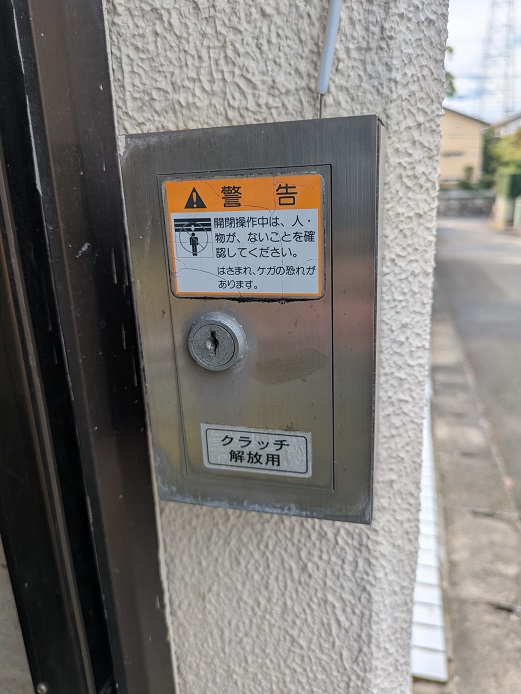 警告
開閉操作中は、人・
物が、ないことを確
認してください。
はさまれ、ケガの恐れが
あります。
クラッチ
解放用